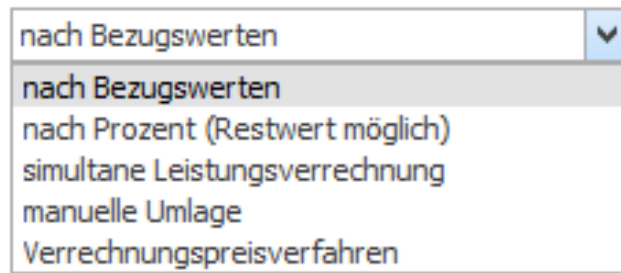 nach Bezugswerten
nach Bezugswerten
nach Prozent (Restwert möglich)
simultane Leistungsverrechnung
manuelle Umlage
Verrechnungspreisverfahren